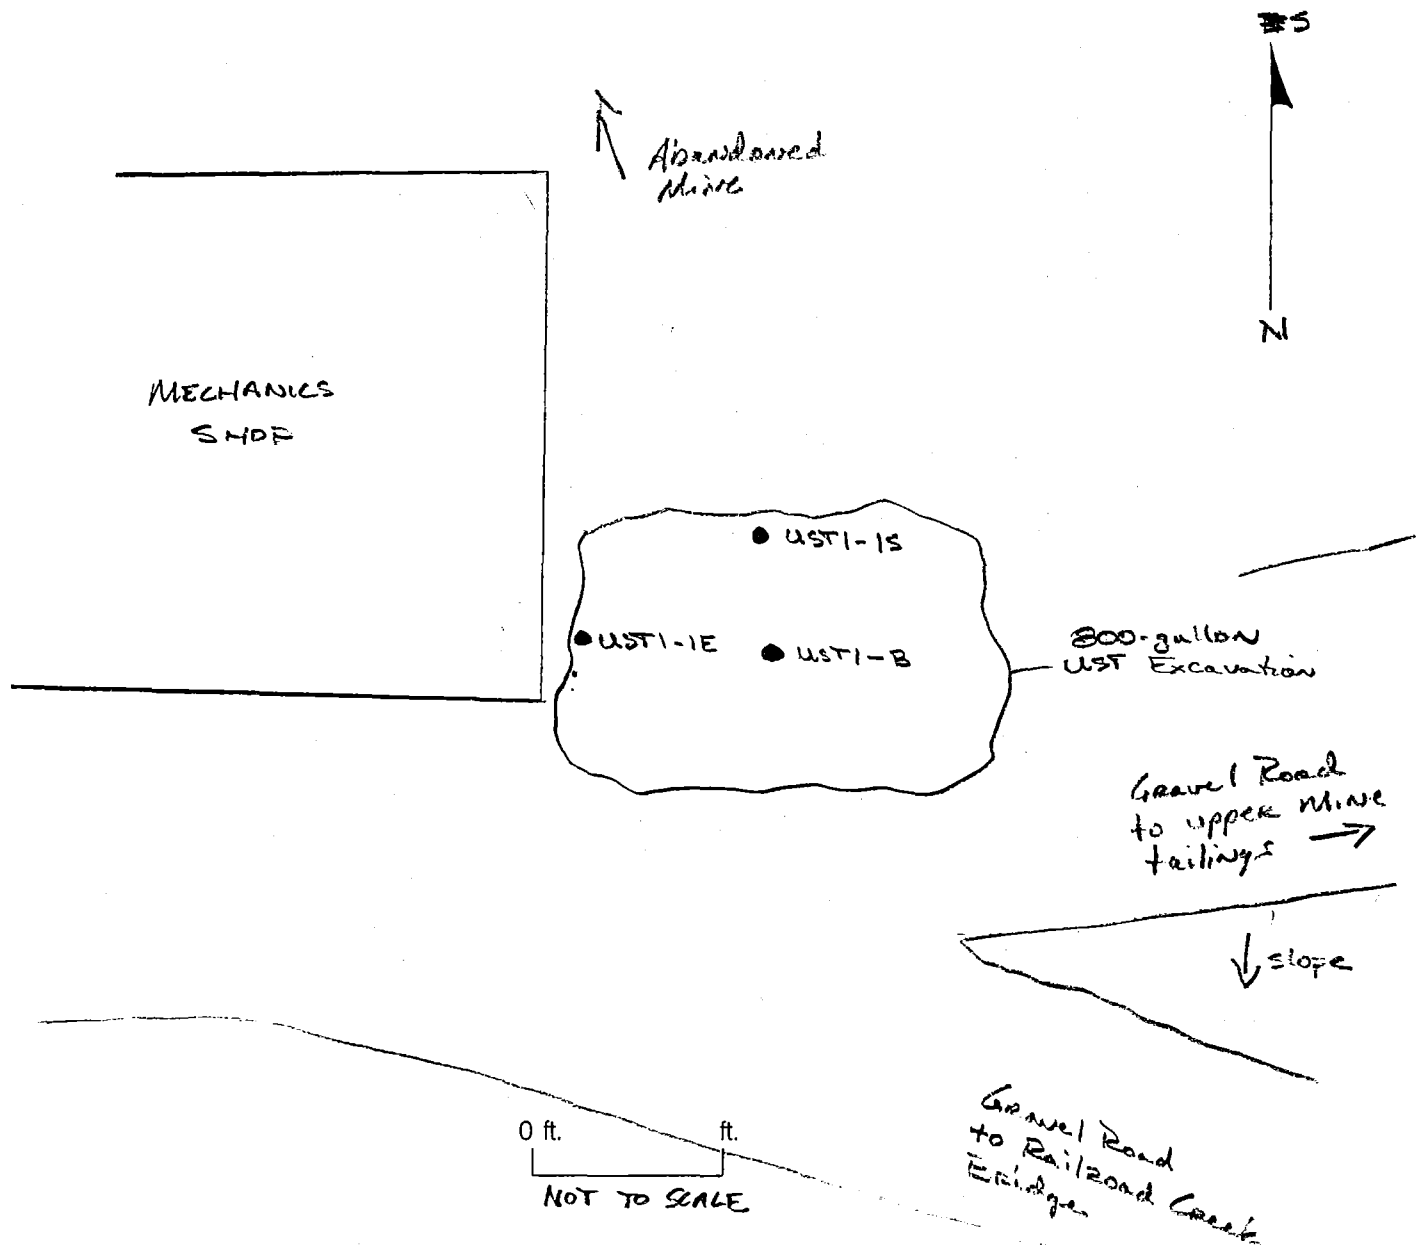 S
Abandoned
Mine
N
MECHANICS
SHOP
UST1-1S
UST1-1E
UST1-B
800-gallon
UST Excavation
Gravel Road
to upper Mine
tailings
slope
Gravel Road
to Railroad Creek
Bridge
0 ft. ft.
NOT TO SCALE